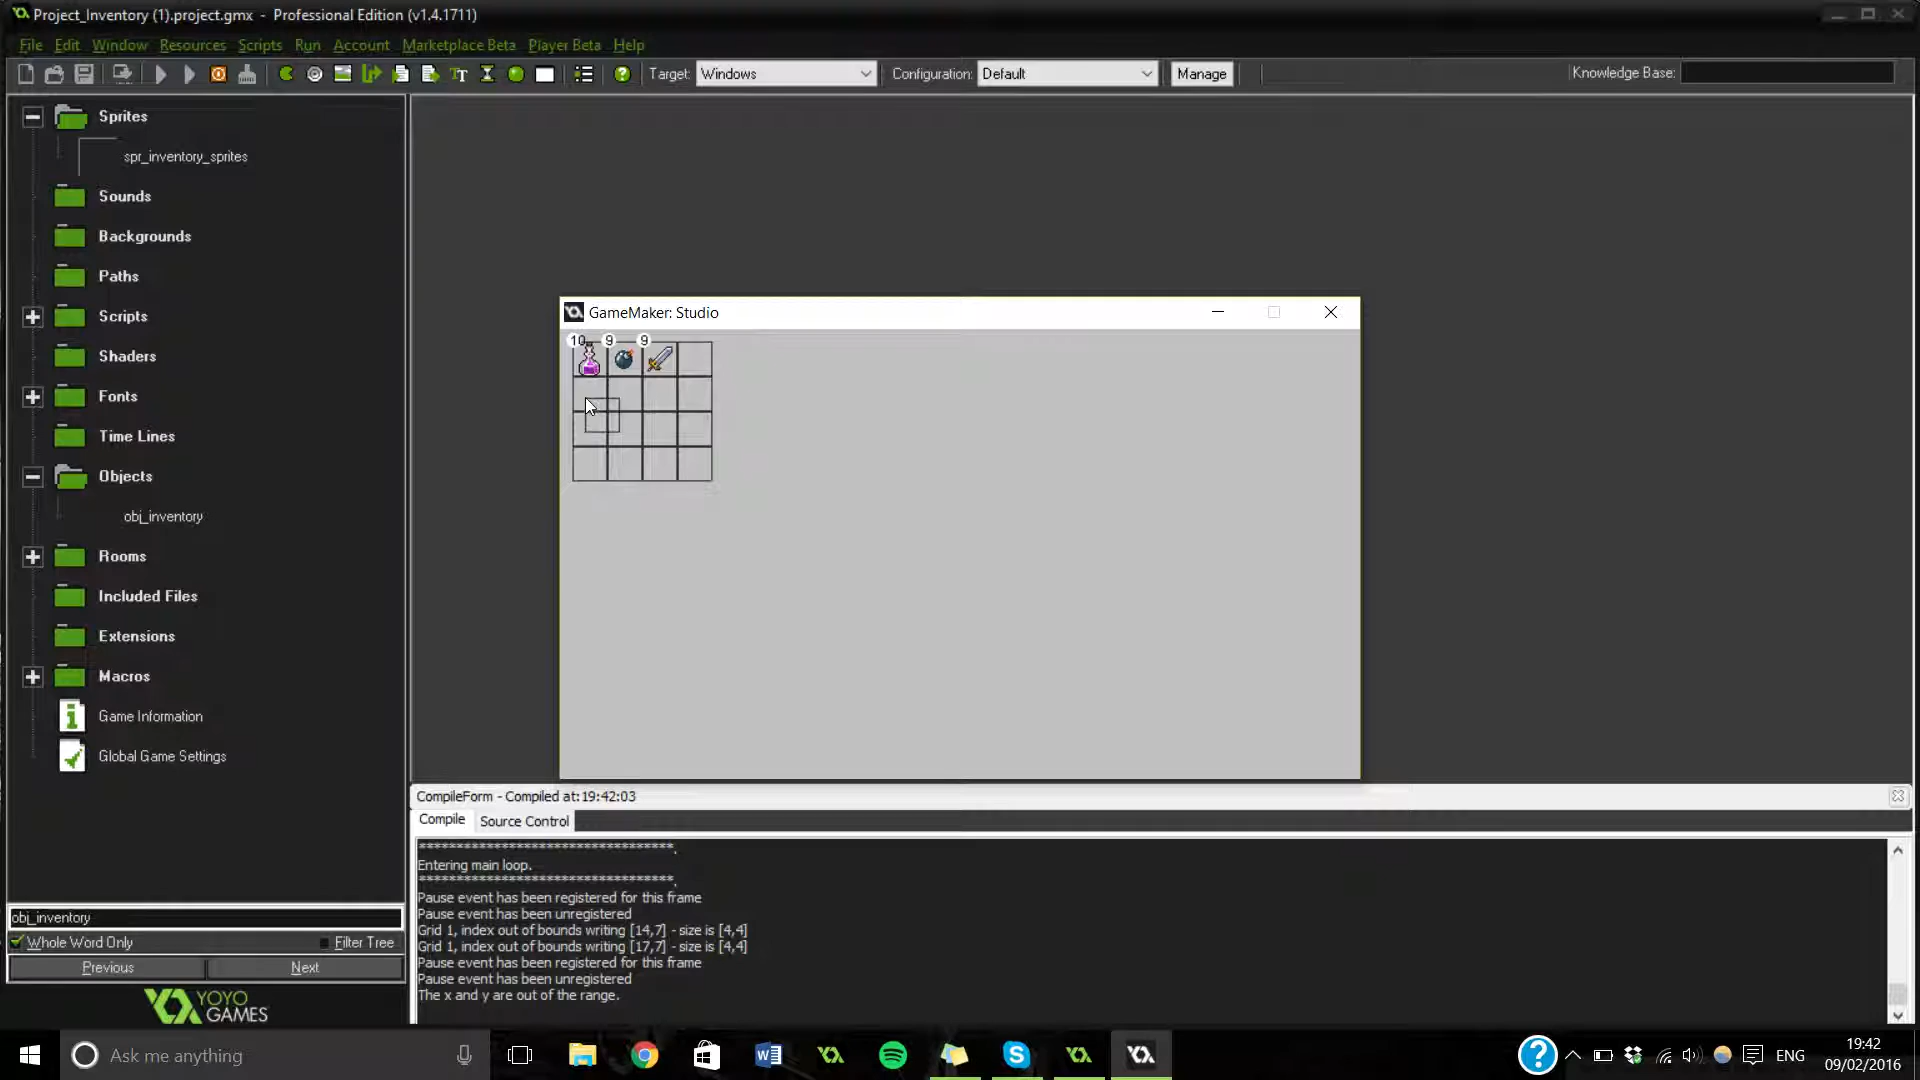 Project_Inventory (1).project.gmx  -  Professional Edition (v1.4.1711)
File Edit Window Resources Scripts Run Account Marketplace Beta Player Beta Help
Target: Windows Configuration: Default Manage Knowledge Base:
Sprites
spr_inventory_sprites
Sounds
Backgrounds
Paths
Scripts
Shaders
Fonts
Time Lines
Objects
obj_inventory
Rooms
Included Files
Extensions
Macros
Game Information
Global Game Settings
obj_inventory
Whole Word Only Filter Tree
Previous Next
YOYO
GAMES
GameMaker: Studio
10 9 9
CompileForm - Compiled at:19:42:03
Compile Source Control
***********************************.
Entering main loop.
***********************************.
Pause event has been registered for this frame
Pause event has been unregistered
Grid 1, index out of bounds writing [14,7] - size is [4,4]
Grid 1, index out of bounds writing [17,7] - size is [4,4]
Pause event has been registered for this frame
Pause event has been unregistered
The x and y are out of the range.
Ask me anything
ENG
19:42
09/02/2016